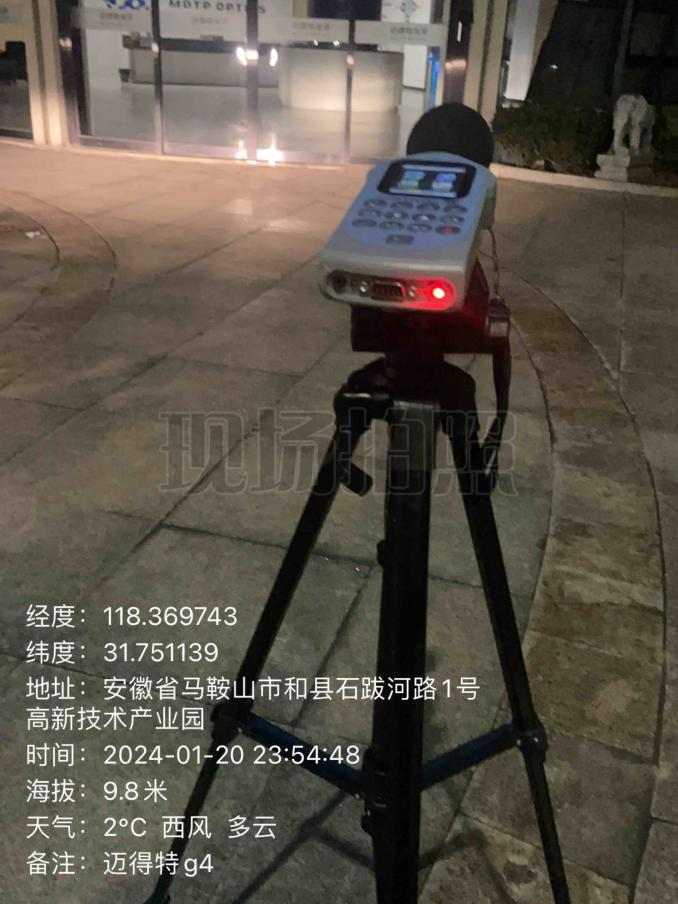 MDTP OPTICS
现场拍照
经度：118.369743
纬度：31.751139
地址：安徽省马鞍山市和县石跋河路1号
高新技术产业园
时间：2024-01-20 23:54:48
海拔：9.8米
天气：2℃ 西风 多云
备注：迈得特g4